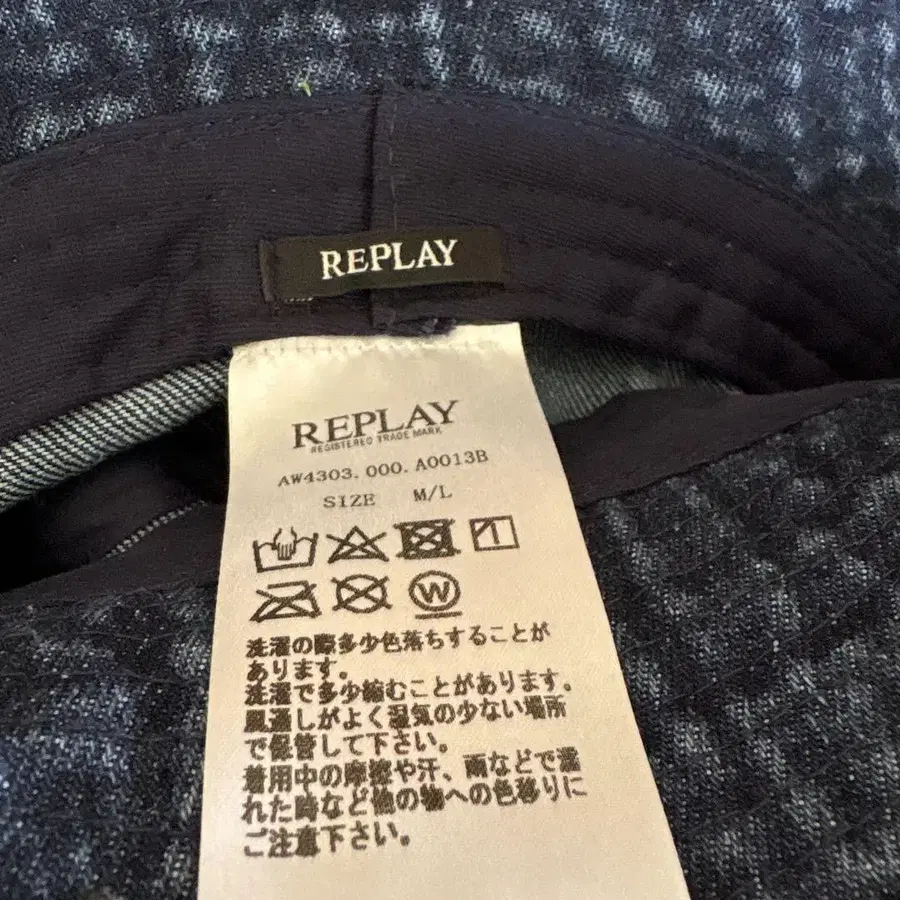 REPLAY
REPLAY
REGISTERED TRADE MARK
AW4303.000.A0013B
SIZE M/L
W
洗濯の際多少色落ちすることが
あります。
洗濯で多少縮むことがあります。
風通しがよく湿気の少ない場所
で保管して下さい。
着用中の摩擦や汗、雨などで濡
れた時など他の物への色移りに
ご注意下さい。